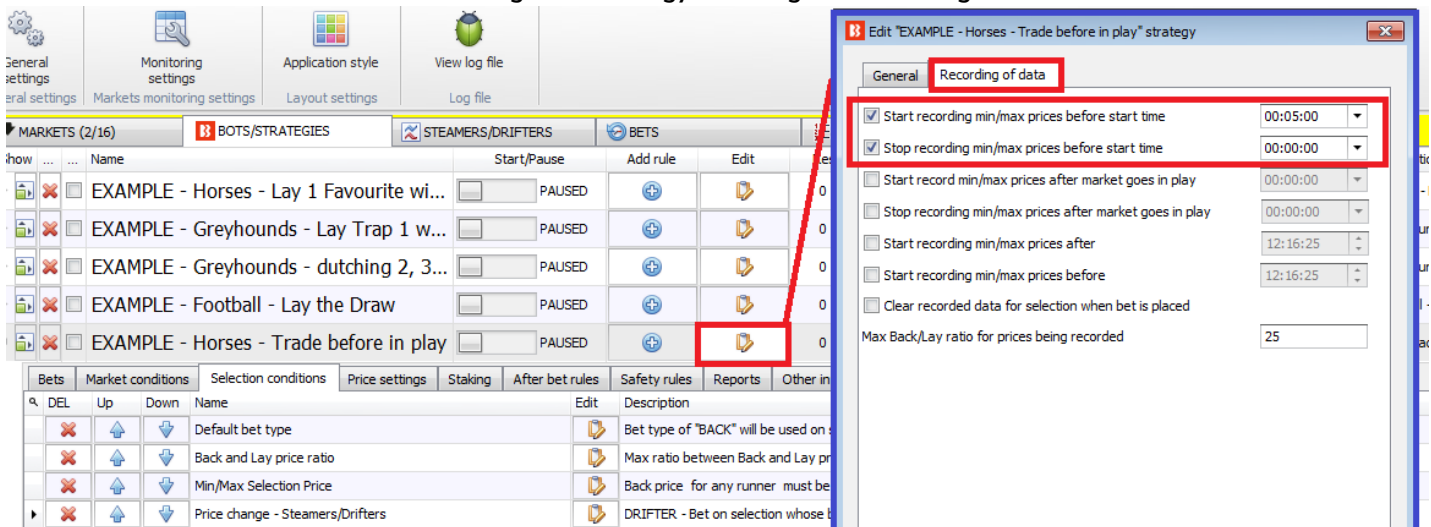 General settings
Monitoring settings
Application style
View log file
eral settings
Markets monitoring settings
Layout settings
Log file
MARKETS (2/16)
BOTS/STRATEGIES
STEAMERS/DRIFTERS
BETS
how ... ... Name Start/Pause Add rule Edit Res
EXAMPLE - Horses - Lay 1 Favourite wi... PAUSED 0
EXAMPLE - Greyhounds - Lay Trap 1 w... PAUSED 0
EXAMPLE - Greyhounds - dutching 2, 3... PAUSED 0
EXAMPLE - Football - Lay the Draw PAUSED 0
EXAMPLE - Horses - Trade before in play PAUSED 0
Bets Market conditions Selection conditions Price settings Staking After bet rules Safety rules Reports Other in
DEL Up Down Name Edit Description
Default bet type Bet type of "BACK" will be used on s
Back and Lay price ratio Max ratio between Back and Lay pr
Min/Max Selection Price Back price for any runner must be
Price change - Steamers/Drifters DRIFTER - Bet on selection whose b
Edit "EXAMPLE - Horses - Trade before in play" strategy
General Recording of data
Start recording min/max prices before start time 00:05:00
Stop recording min/max prices before start time 00:00:00
Start record min/max prices after market goes in play 00:00:00
Stop recording min/max prices after market goes in play 00:00:00
Start recording min/max prices after 12:16:25
Start recording min/max prices before 12:16:25
Clear recorded data for selection when bet is placed
Max Back/Lay ratio for prices being recorded 25